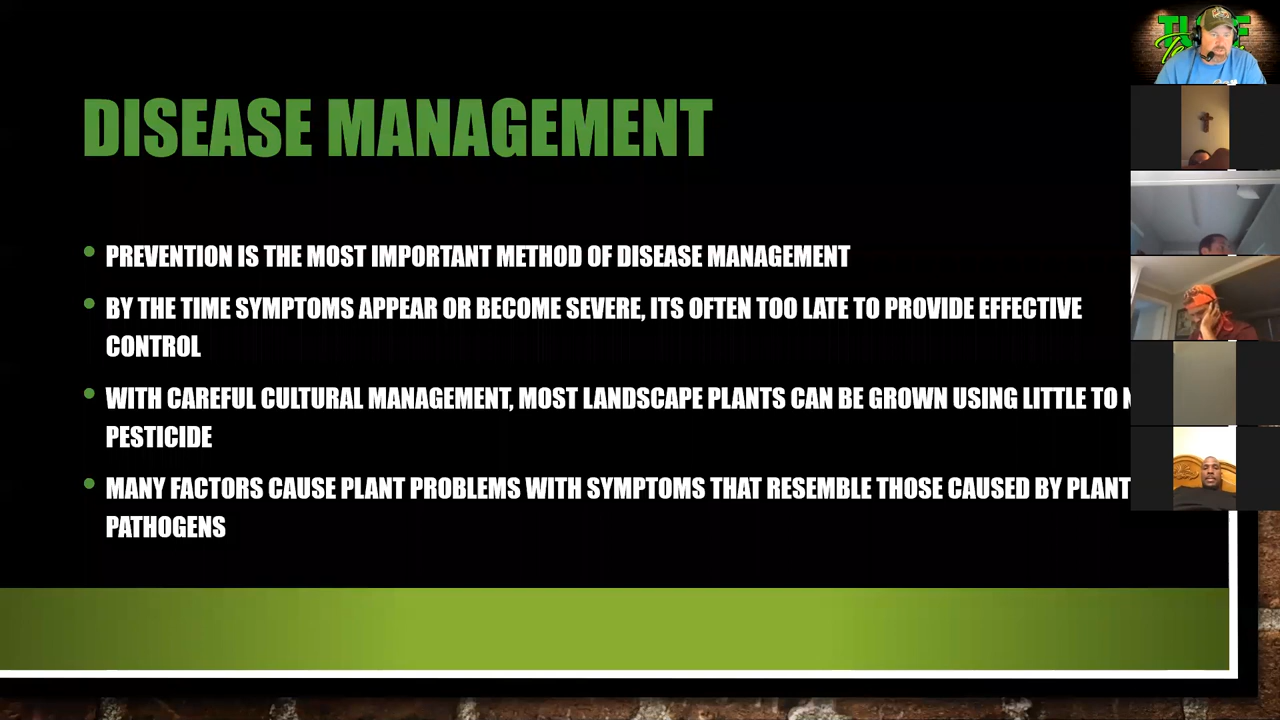 DISEASE MANAGEMENT
PREVENTION IS THE MOST IMPORTANT METHOD OF DISEASE MANAGEMENT
BY THE TIME SYMPTOMS APPEAR OR BECOME SEVERE, ITS OFTEN TOO LATE TO PROVIDE EFFECTIVE
CONTROL
WITH CAREFUL CULTURAL MANAGEMENT, MOST LANDSCAPE PLANTS CAN BE GROWN USING LITTLE TO
PESTICIDE
MANY FACTORS CAUSE PLANT PROBLEMS WITH SYMPTOMS THAT RESEMBLE THOSE CAUSED BY PLANT
PATHOGENS